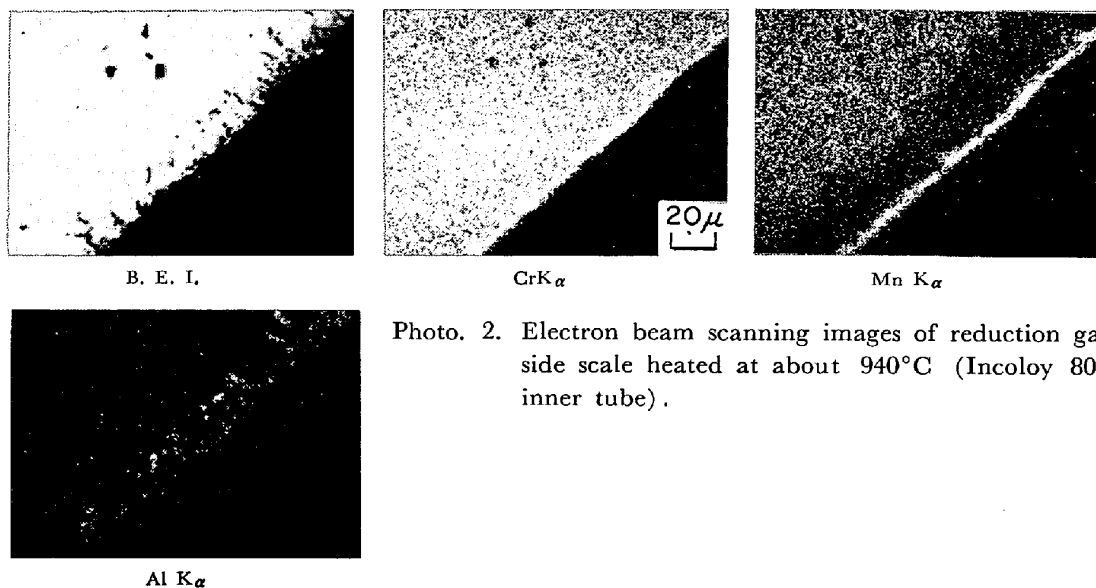 B. E. I.
CrKα
20μ
Mn Kα
Al Kα
Photo. 2. Electron beam scanning images of reduction ga
side scale heated at about 940°C (Incoloy 80
inner tube).